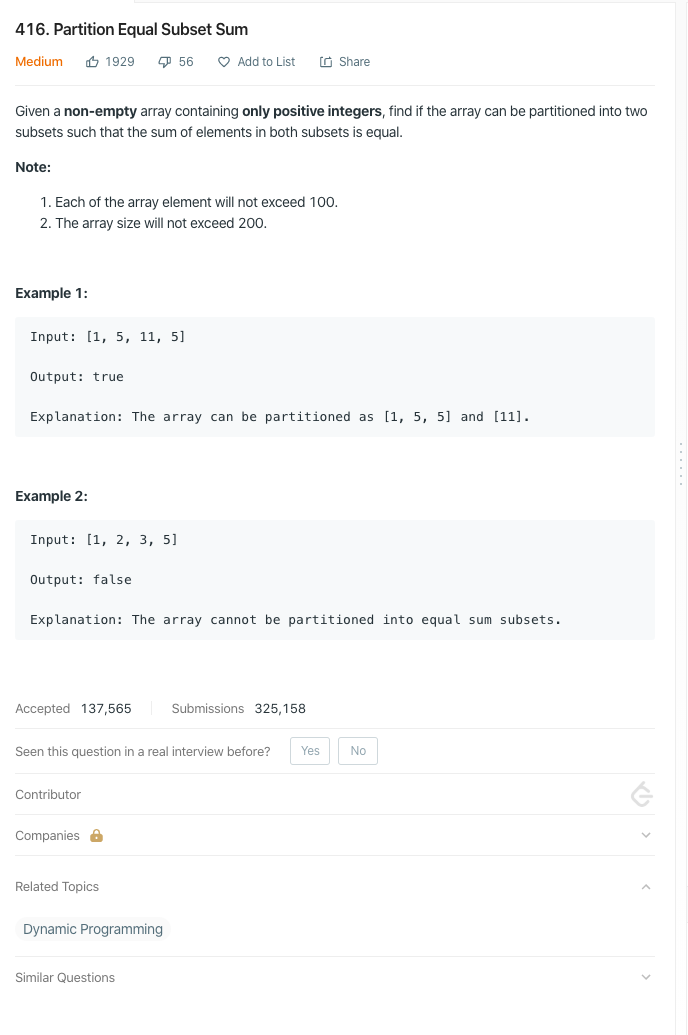 416. Partition Equal Subset Sum
Medium 1929 56 Add to List Share
Given a non-empty array containing only positive integers, find if the array can be partitioned into two
subsets such that the sum of elements in both subsets is equal.
Note:
1. Each of the array element will not exceed 100.
2. The array size will not exceed 200.
Example 1:
Input: [1, 5, 11, 5]
Output: true
Explanation: The array can be partitioned as [1, 5, 5] and [11].
Example 2:
Input: [1, 2, 3, 5]
Output: false
Explanation: The array cannot be partitioned into equal sum subsets.
Accepted 137,565 Submissions 325,158
Seen this question in a real interview before? Yes No
Contributor
Companies
Related Topics
Dynamic Programming
Similar Questions